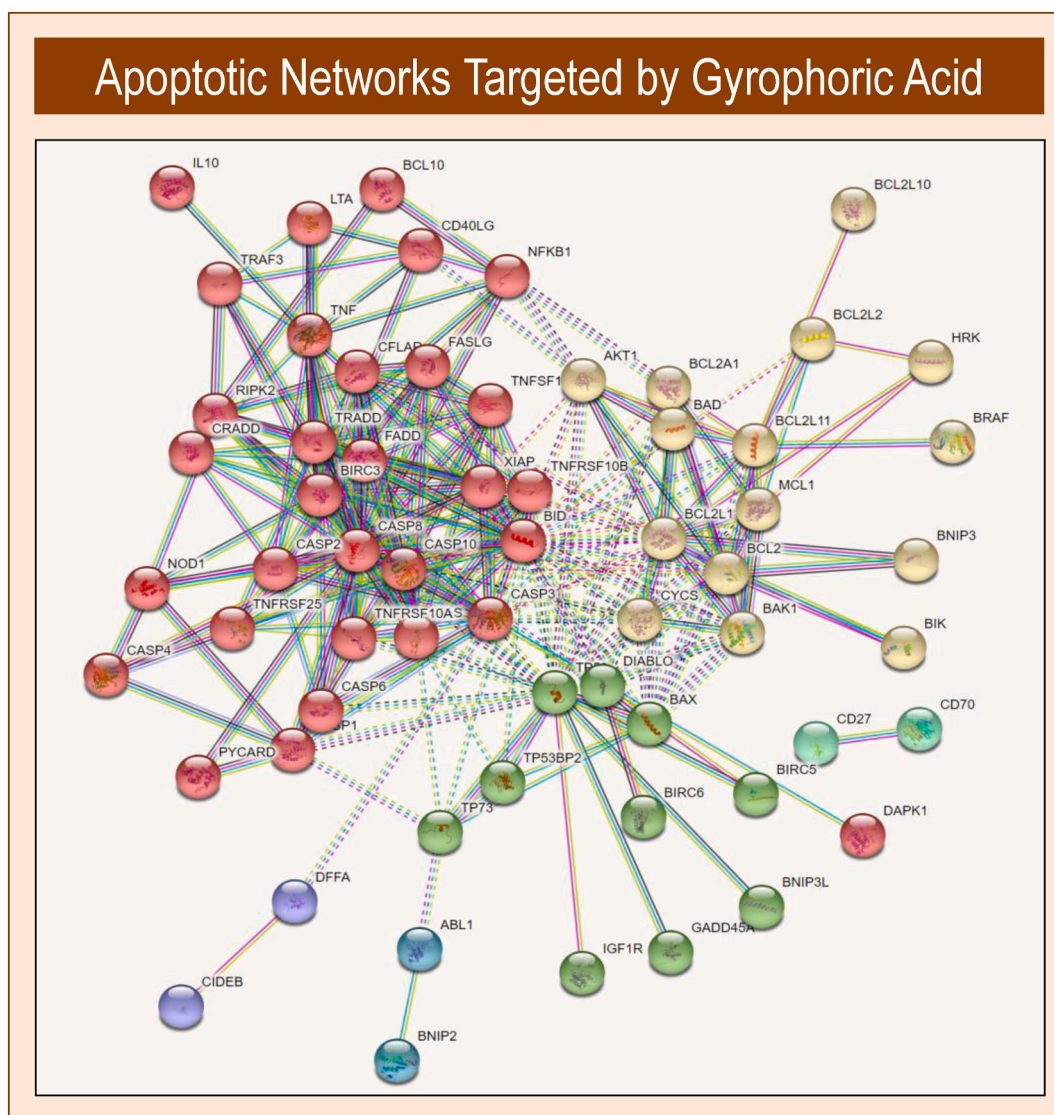 Apoptotic Networks Targeted by Gyrophoric Acid
IL10
BCL10
BCL2L10
LTA
CD40LG
NFKB1
TRAF3
TNF
BCL2L2
HRK
CFLAR
FASLG
AKT1
BCL2A1
TNFSF1
RIPK2
TRADD
BAD
BCL2L11
BRAF
CRADD
FADD
BIRC3
XIAP
TNFRSF10B
MCL1
BID
BCL2L1
CASP8
CASP2
CASP10
BCL2
BNIP3
NOD1
TNFRSF25
TNFRSF10A
CASP3
CYCS
BAK1
BIK
CASP4
DIABLO
CASP6
BAX
CD27
CD70
PYCARD
TP53BP2
BIRC5
BIRC6
TP73
DAPK1
DFFA
BNIP3L
ABL1
GADD45A
IGF1R
CIDEB
BNIP2